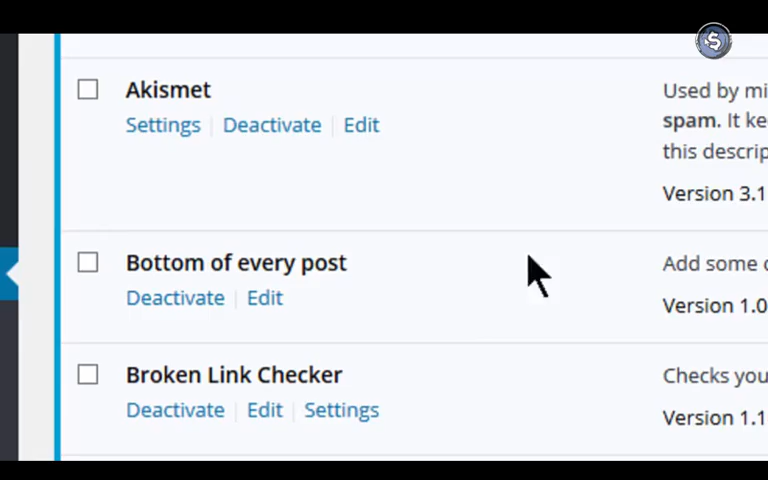 Akismet
Used by mi
Settings | Deactivate | Edit
spam. It ke
this descrip
Version 3.1
Bottom of every post
Add some
Deactivate | Edit
Version 1.0
Broken Link Checker
Checks you
Deactivate | Edit | Settings
Version 1.1